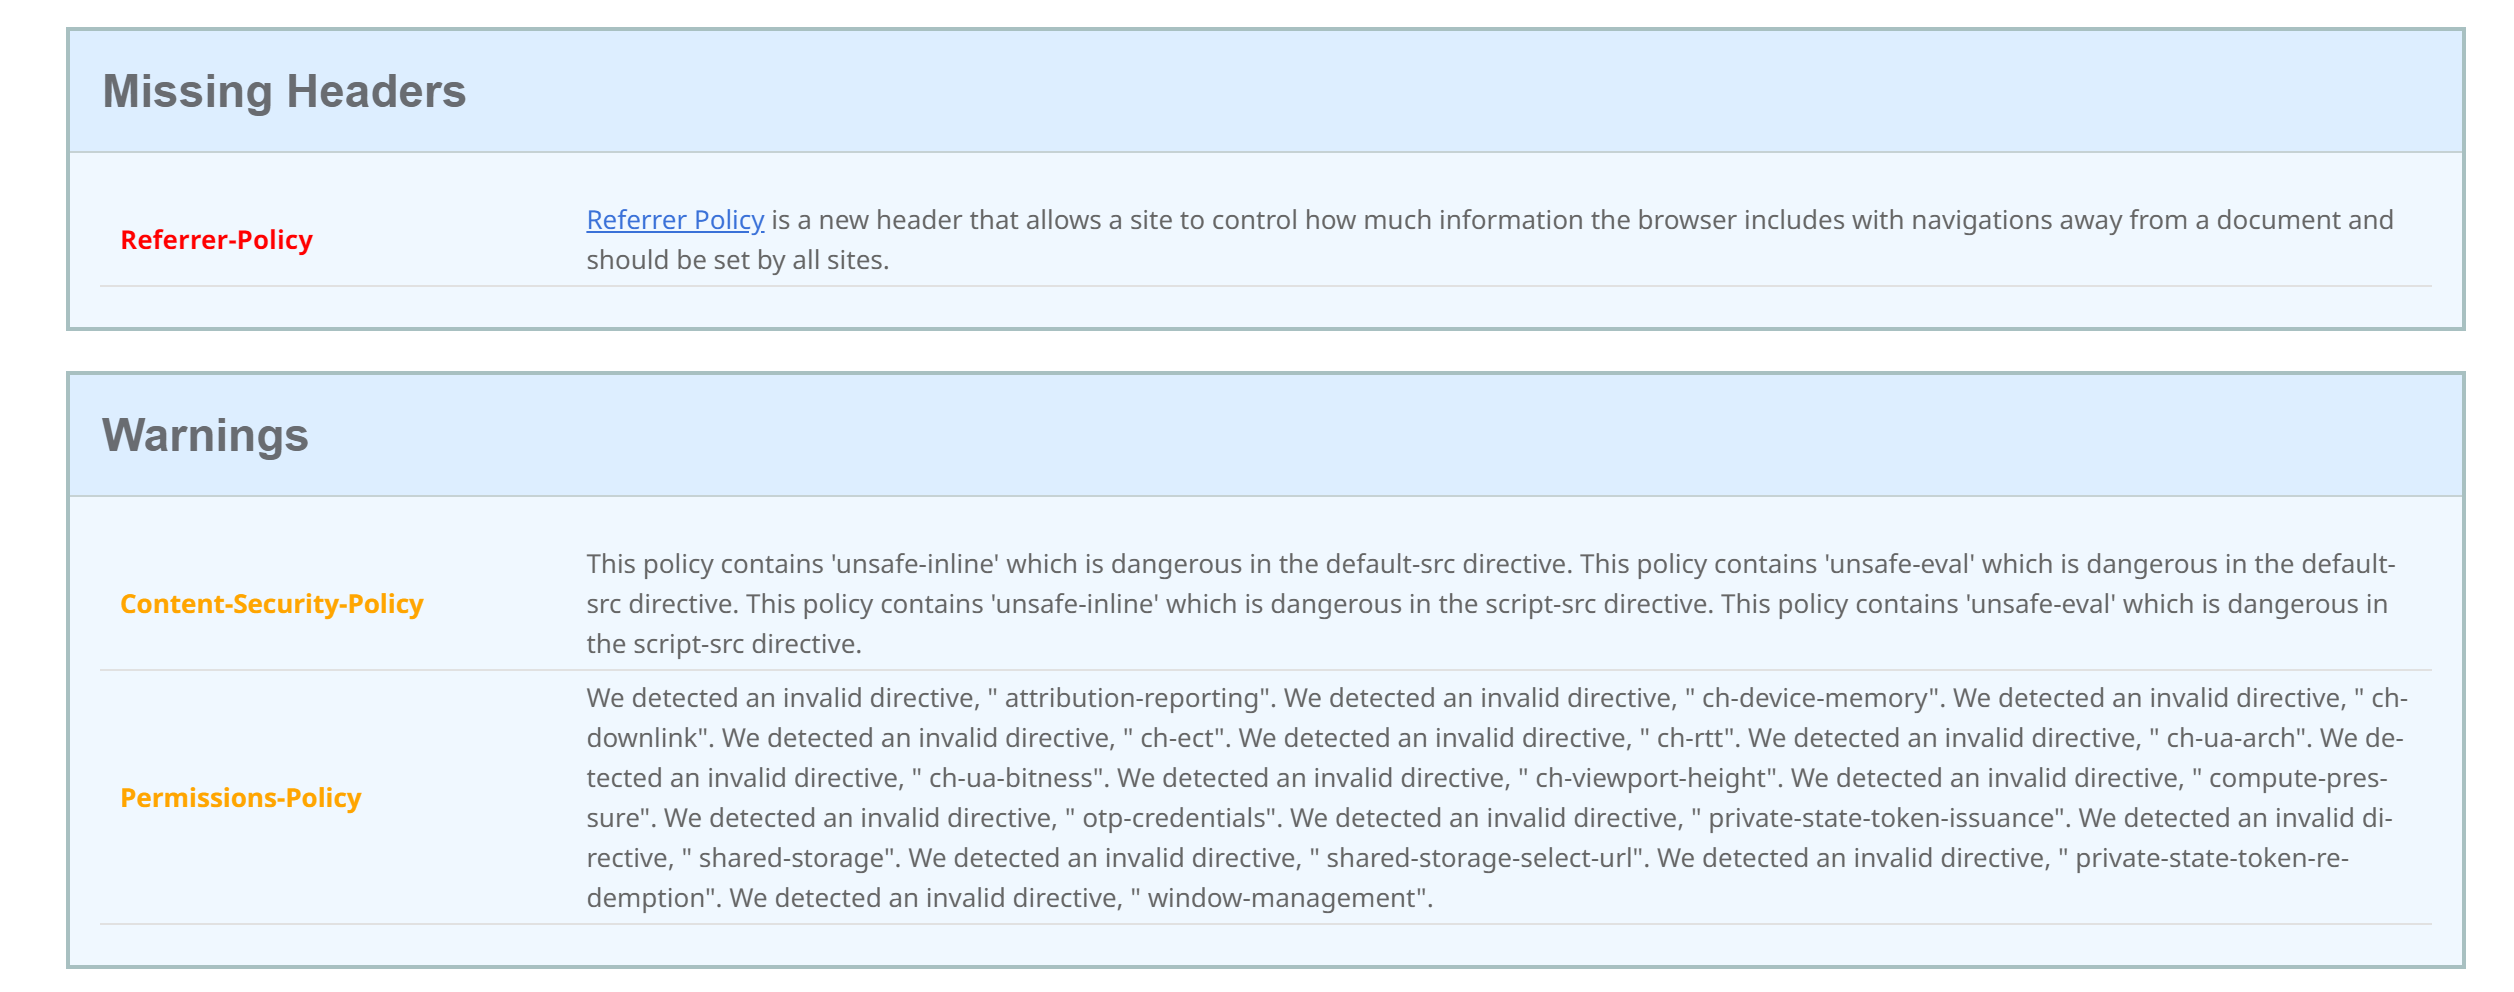 Missing Headers
Referrer-Policy
Referrer Policy is a new header that allows a site to control how much information the browser includes with navigations away from a document and
should be set by all sites.
Warnings
Content-Security-Policy
This policy contains 'unsafe-inline' which is dangerous in the default-src directive. This policy contains 'unsafe-eval' which is dangerous in the default-
src directive. This policy contains 'unsafe-inline' which is dangerous in the script-src directive. This policy contains 'unsafe-eval' which is dangerous in
the script-src directive.
Permissions-Policy
We detected an invalid directive, " attribution-reporting". We detected an invalid directive, " ch-device-memory". We detected an invalid directive, " ch-
downlink". We detected an invalid directive, " ch-ect". We detected an invalid directive, " ch-rtt". We detected an invalid directive, " ch-ua-arch". We de-
tected an invalid directive, " ch-ua-bitness". We detected an invalid directive, " ch-viewport-height". We detected an invalid directive, " compute-pres-
sure". We detected an invalid directive, " otp-credentials". We detected an invalid directive, " private-state-token-issuance". We detected an invalid di-
rective, " shared-storage". We detected an invalid directive, " shared-storage-select-url". We detected an invalid directive, " private-state-token-re-
demption". We detected an invalid directive, " window-management".